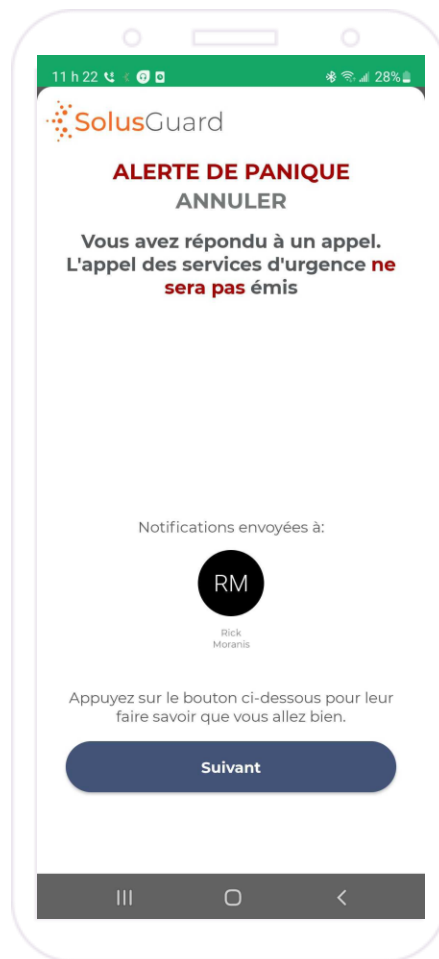 11 h 22
28%
SolusGuard
ALERTE DE PANIQUE
ANNULER
Vous avez répondu à un appel.
L'appel des services d'urgence ne
sera pas émis
Notifications envoyées à:
RM
Rick
Moranis
Appuyez sur le bouton ci-dessous pour leur
faire savoir que vous allez bien.
Suivant